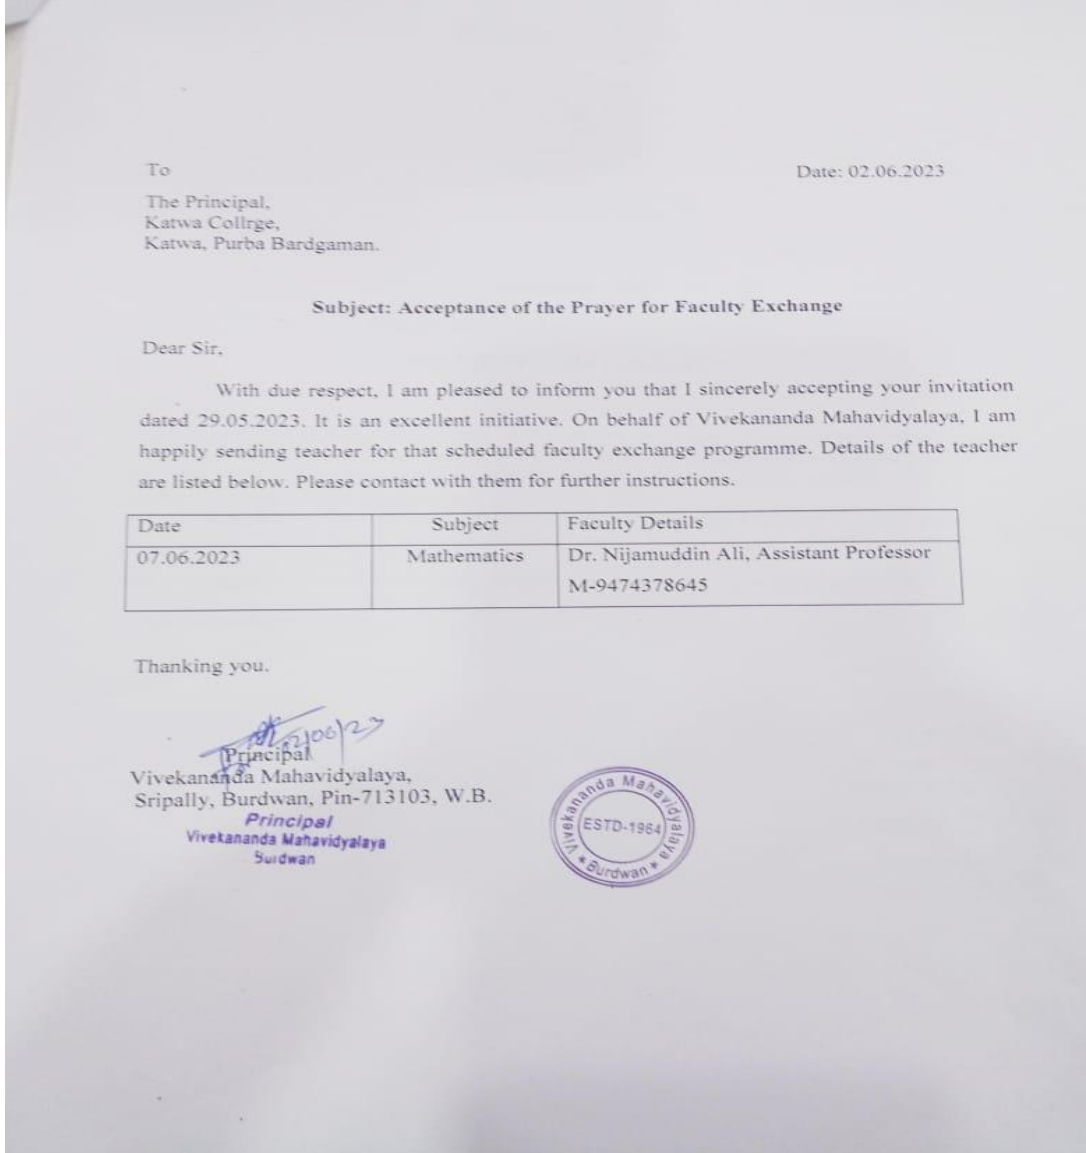 To
Date: 02.06.2023
The Principal,
Katwa Collrge,
Katwa, Purba Bardgaman.
Subject: Acceptance of the Prayer for Faculty Exchange
Dear Sir,
With due respect, I am pleased to inform you that I sincerely accepting your invitation
dated 29.05.2023. It is an excellent initiative. On behalf of Vivekananda Mahavidyalaya, I am
happily sending teacher for that scheduled faculty exchange programme. Details of the teacher
are listed below. Please contact with them for further instructions.
Date Subject Faculty Details
07.06.2023 Mathematics Dr. Nijamuddin Ali, Assistant Professor
M-9474378645
Thanking you.
2/06/23
Principal
Vivekananda Mahavidyalaya,
Sripally, Burdwan, Pin-713103, W.B.
Principal
Vivekananda Mahavidyalaya
Burdwan
Vivekananda Mahavidyalaya
ESTD-1964
* Burdwan *